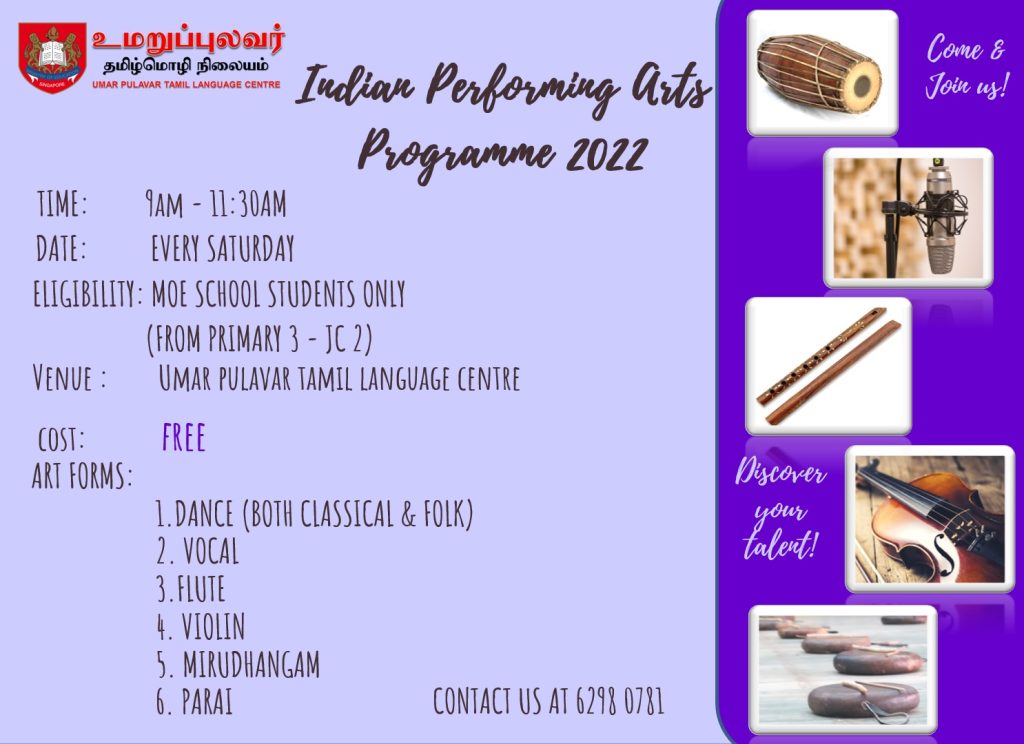 உமறுப்புலவர்
தமிழ்மொழி நிலையம்
UMAR PULAVAR TAMIL LANGUAGE CENTRE
SINGAPORE
Indian Performing Arts
Programme 2022
TIME: 9am - 11:30AM
DATE: EVERY SATURDAY
ELIGIBILITY: MOE SCHOOL STUDENTS ONLY
(FROM PRIMARY 3 - JC 2)
Venue : Umar pulavar tamil language centre
COST: FREE
ART FORMS:
1.DANCE (BOTH CLASSICAL & FOLK)
2. VOCAL
3.FLUTE
4. VIOLIN
5. MIRUDHANGAM
6. PARAI
CONTACT US AT 6298 0781
Come &
Join us!
Discover
your
talent!